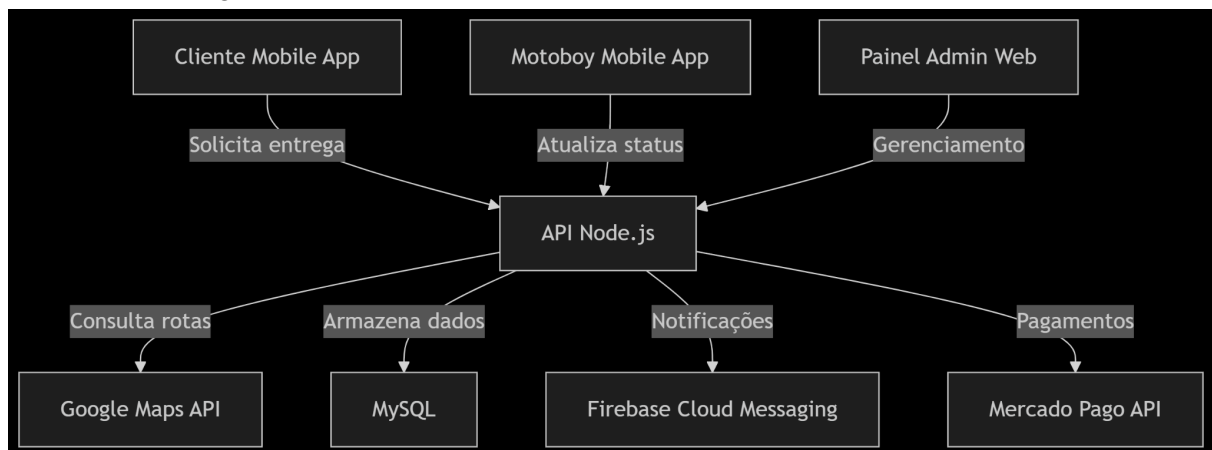 Cliente Mobile App
Motoboy Mobile App
Painel Admin Web
Solicita entrega
Atualiza status
Gerenciamento
API Node.js
Consulta rotas
Armazena dados
Notificações
Pagamentos
Google Maps API
MySQL
Firebase Cloud Messaging
Mercado Pago API